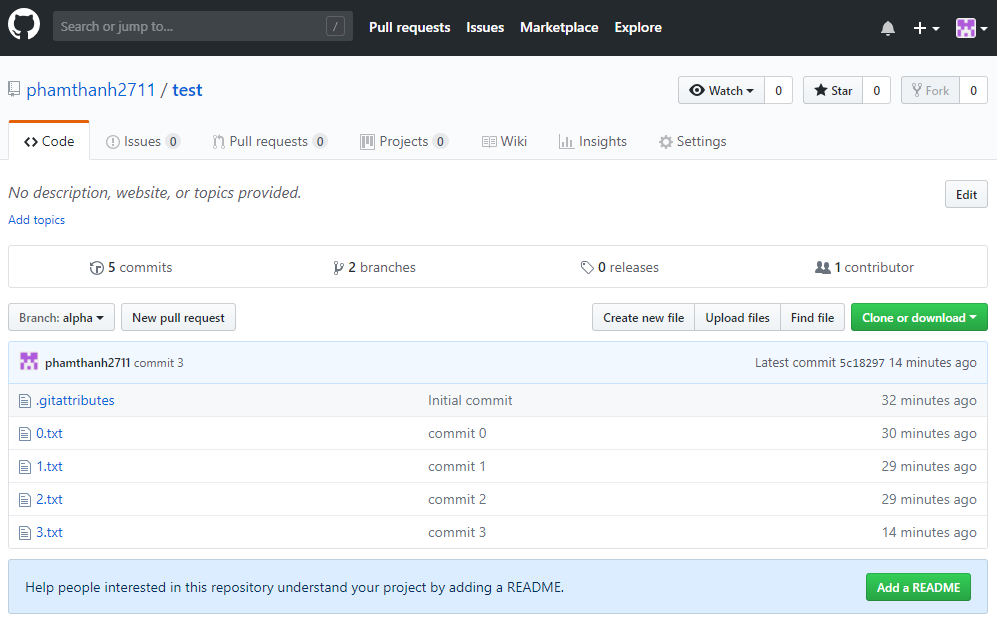 Search or jump to... /
Pull requests Issues Marketplace Explore
phamthanh2711 / test
Watch 0 Star 0 Fork 0
Code Issues 0 Pull requests 0 Projects 0 Wiki Insights Settings
No description, website, or topics provided. Edit
Add topics
5 commits 2 branches 0 releases 1 contributor
Branch: alpha New pull request Create new file Upload files Find file Clone or download
phamthanh2711 commit 3 Latest commit 5c18297 14 minutes ago
.gitattributes Initial commit 32 minutes ago
0.txt commit 0 30 minutes ago
1.txt commit 1 29 minutes ago
2.txt commit 2 29 minutes ago
3.txt commit 3 14 minutes ago
Help people interested in this repository understand your project by adding a README. Add a README